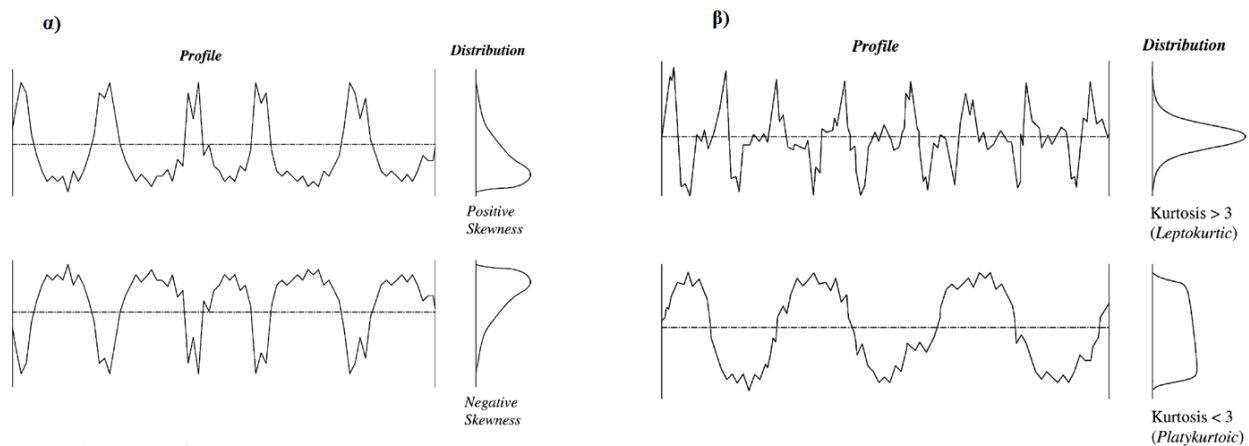 α)
Profile
Distribution
Positive
Skewness
Negative
Skewness
β)
Profile
Distribution
Kurtosis > 3
(Leptokurtic)
Kurtosis < 3
(Platykurtoic)